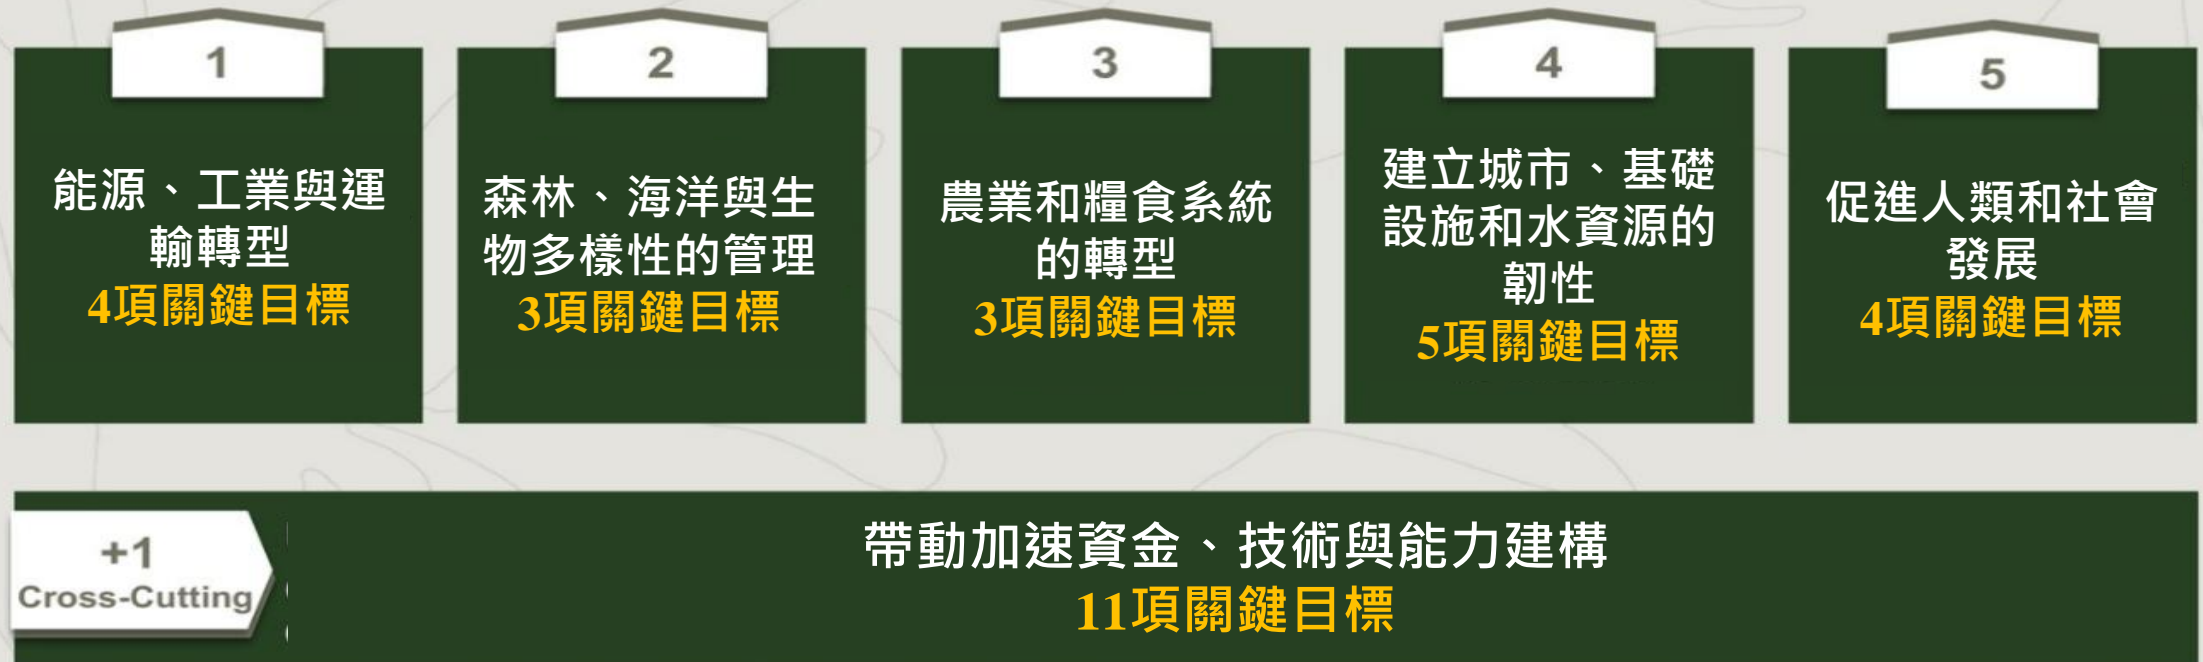 1
能源、工業與運
輸轉型
4項關鍵目標
2
森林、海洋與生
物多樣性的管理
3項關鍵目標
3
農業和糧食系統
的轉型
3項關鍵目標
4
建立城市、基礎
設施和水資源的
韌性
5項關鍵目標
5
促進人類和社會
發展
4項關鍵目標
+1
Cross-Cutting
帶動加速資金、技術與能力建構
11項關鍵目標